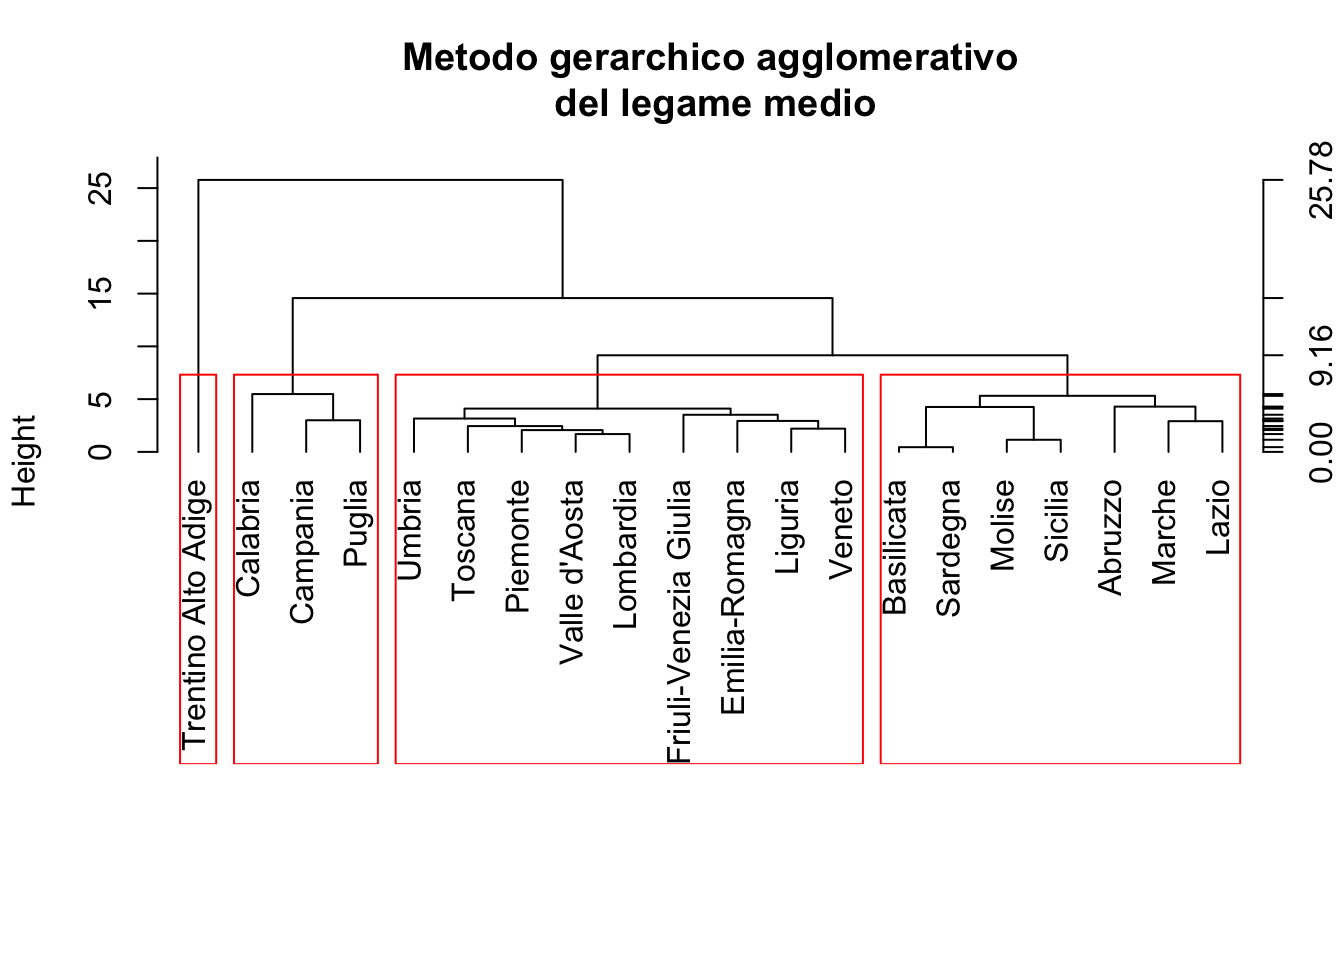 Metodo gerarchico agglomerativo
del legame medio
Height
0
5
15
25
25.78
9.16
0.00
Trentino Alto Adige
Calabria
Campania
Puglia
Umbria
Toscana
Piemonte
Valle d'Aosta
Lombardia
Friuli-Venezia Giulia
Emilia-Romagna
Liguria
Veneto
Basilicata
Sardegna
Molise
Sicilia
Abruzzo
Marche
Lazio